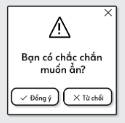 Bạn có chắc chắn
muốn ẩn?
Đồng ý
Từ chối